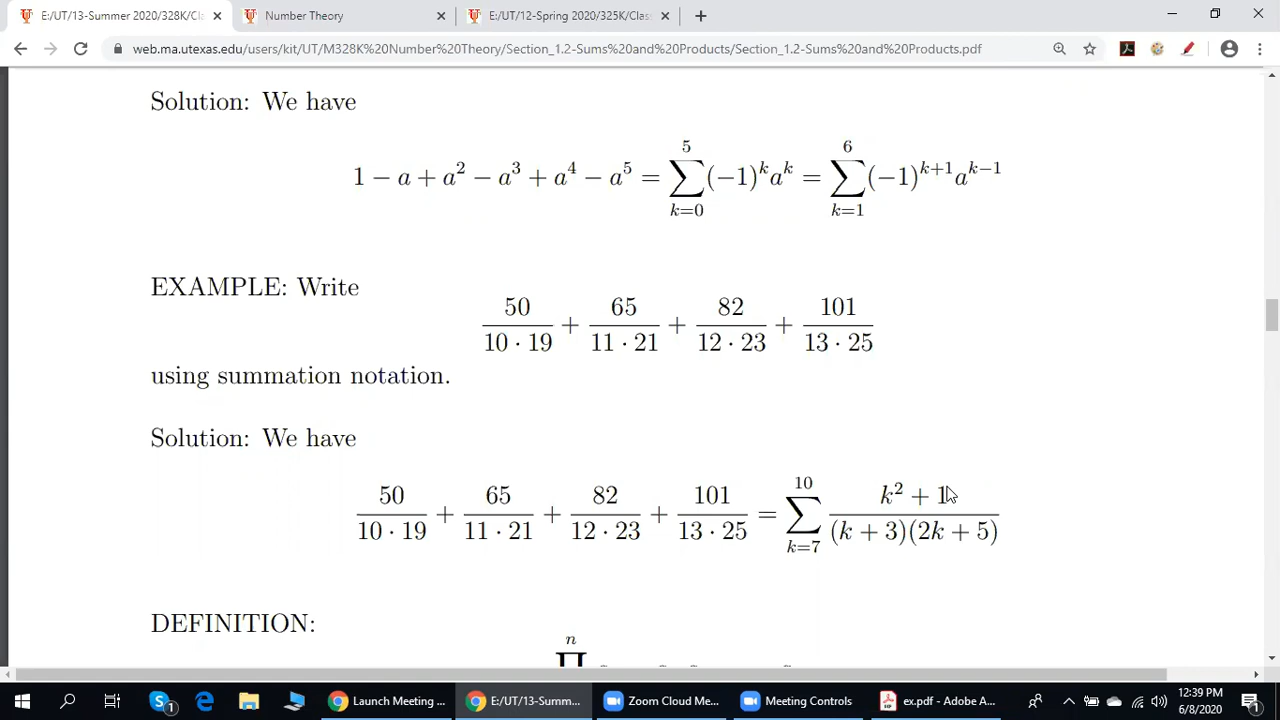 E:/UT/13-Summer 2020/328K/Cla
Number Theory
E:/UT/12-Spring 2020/325K/Class
web.ma.utexas.edu/users/kit/UT/M328K%20Number%20Theory/Section_1.2-Sums%20and%20Products/Section_1.2-Sums%20and%20Products.pdf
Solution: We have
1 − a + a² − a³ + a⁴ − a⁵ = ∑_{k=0}^{5} (−1)^k a^k = ∑_{k=1}^{6} (−1)^{k+1} a^{k−1}
EXAMPLE: Write
50/(10 · 19) + 65/(11 · 21) + 82/(12 · 23) + 101/(13 · 25)
using summation notation.
Solution: We have
50/(10 · 19) + 65/(11 · 21) + 82/(12 · 23) + 101/(13 · 25) = ∑_{k=7}^{10} (k² + 1)/((k + 3)(2k + 5))
DEFINITION:
n
∏
Launch Meeting ...
E:/UT/13-Summ...
Zoom Cloud Me...
Meeting Controls
ex.pdf - Adobe A...
12:39 PM
6/8/2020